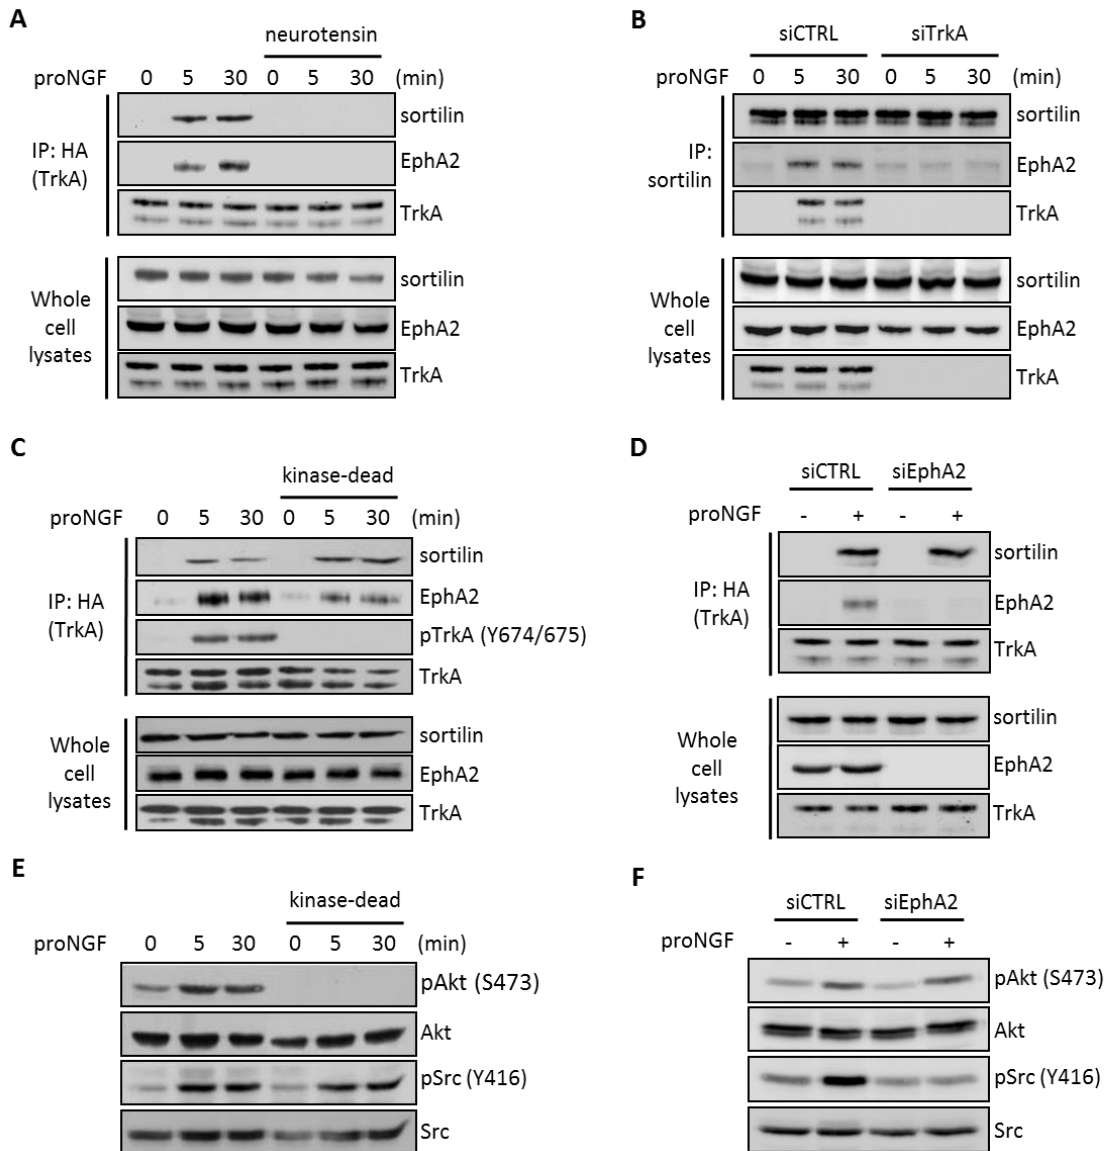 A
neurotensin
proNGF 0 5 30 0 5 30 (min)
IP: HA
(TrkA)
sortilin
EphA2
TrkA
Whole
cell
lysates
sortilin
EphA2
TrkA
B
siCTRL siTrkA
proNGF 0 5 30 0 5 30 (min)
IP:
sortilin
sortilin
EphA2
TrkA
Whole
cell
lysates
sortilin
EphA2
TrkA
C
kinase-dead
proNGF 0 5 30 0 5 30 (min)
IP: HA
(TrkA)
sortilin
EphA2
pTrkA (Y674/675)
TrkA
Whole
cell
lysates
sortilin
EphA2
TrkA
D
siCTRL siEphA2
proNGF - + - +
IP: HA
(TrkA)
sortilin
EphA2
TrkA
Whole
cell
lysates
sortilin
EphA2
TrkA
E
kinase-dead
proNGF 0 5 30 0 5 30 (min)
pAkt (S473)
Akt
pSrc (Y416)
Src
F
siCTRL siEphA2
proNGF - + - +
pAkt (S473)
Akt
pSrc (Y416)
Src